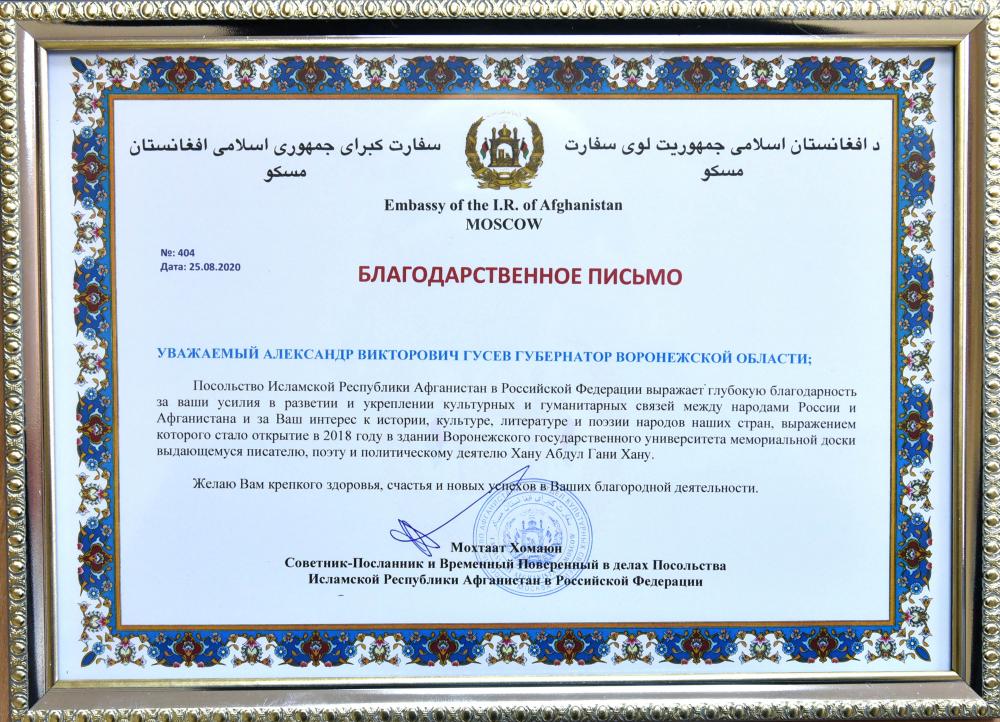 سفارت کبرای جمهوری اسلامی افغانستان
مسکو
د افغانستان اسلامی جمهوریت لوی سفارت
مسکو
Embassy of the I.R. of Afghanistan
MOSCOW
№: 404
Дата: 25.08.2020
БЛАГОДАРСТВЕННОЕ ПИСЬМО
УВАЖАЕМЫЙ АЛЕКСАНДР ВИКТОРОВИЧ ГУСЕВ ГУБЕРНАТОР ВОРОНЕЖСКОЙ ОБЛАСТИ;
Посольство Исламской Республики Афганистан в Российской Федерации выражает глубокую благодарность
за ваши усилия в разветии и укреплении культурных и гуманитарных связей между народами России и
Афганистана и за Ваш интерес к истории, культуре, литературе и поэзии народов наших стран, выражением
которого стало открытие в 2018 году в здании Воронежского государственного университета мемориальной доски
выдающемуся писателю, поэту и политическому деятелю Хану Абдул Гани Хану.
Желаю Вам крепкого здоровья, счастья и новых успехов в Ваших благородной деятельности.
Мохтаат Хомаюн
Советник-Посланник и Временный Поверенный в делах Посольства
Исламской Республики Афганистан в Российской Федерации